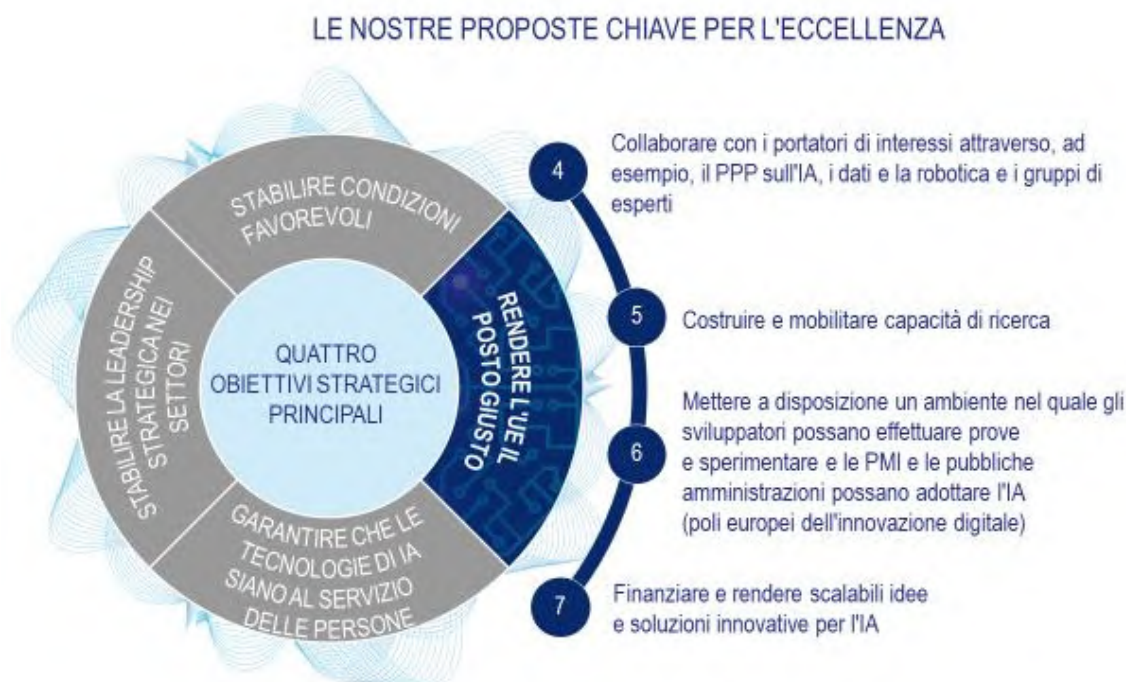 LE NOSTRE PROPOSTE CHIAVE PER L'ECCELLENZA
STABILIRE CONDIZIONI
FAVOREVOLI
STABILIRE LA LEADERSHIP
STRATEGICA NEI
SETTORI
QUATTRO
OBIETTIVI STRATEGICI
PRINCIPALI
RENDERE L'UE IL
POSTO GIUSTO
GARANTIRE CHE LE
TECNOLOGIE DI IA
SIANO AL SERVIZIO
DELLE PERSONE
4
Collaborare con i portatori di interessi attraverso, ad
esempio, il PPP sull'IA, i dati e la robotica e i gruppi di
esperti
5
Costruire e mobilitare capacità di ricerca
6
Mettere a disposizione un ambiente nel quale gli
sviluppatori possano effettuare prove
e sperimentare e le PMI e le pubbliche
amministrazioni possano adottare l'IA
(poli europei dell'innovazione digitale)
7
Finanziare e rendere scalabili idee
e soluzioni innovative per l'IA